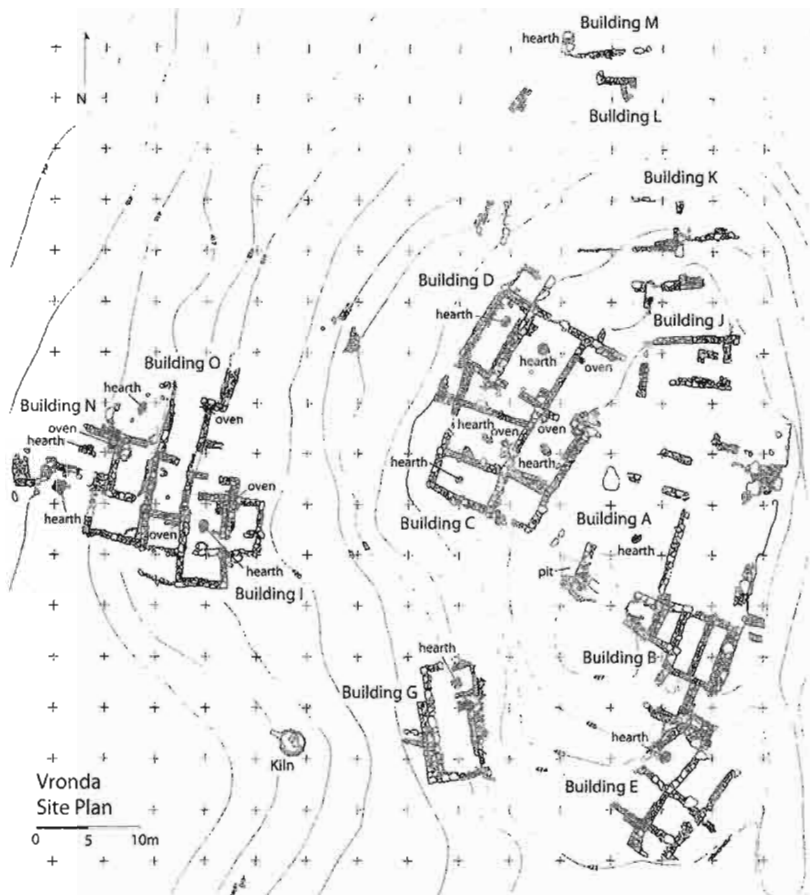 Building M
hearth
N
Building L
Building K
Building D
hearth
Building J
hearth
oven
Building O
hearth
Building N
oven
oven
hearth
hearth
oven
oven
hearth
hearth
oven
hearth
Building C
Building A
hearth
oven
hearth
pit
Building I
hearth
Building B
Building G
hearth
Kiln
Building E
Vronda
Site Plan
0 5 10m